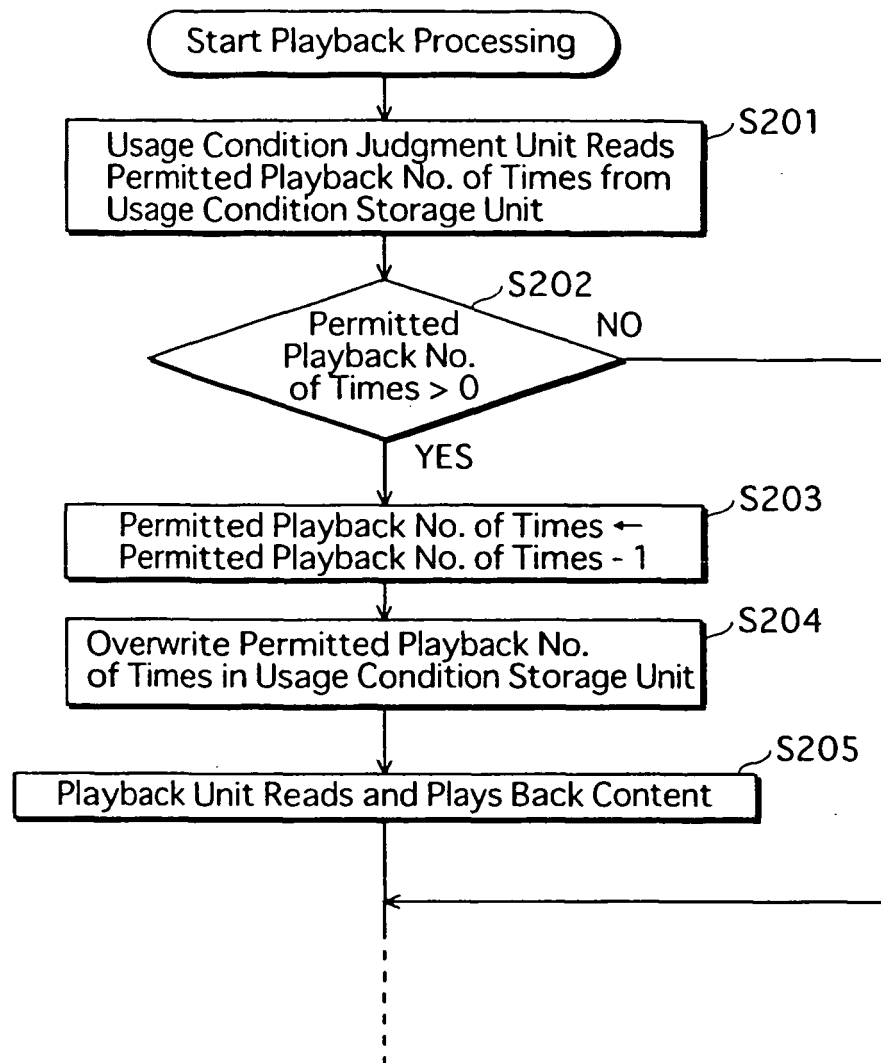 Start Playback Processing
S201
Usage Condition Judgment Unit Reads
Permitted Playback No. of Times from
Usage Condition Storage Unit
S202
Permitted
Playback No.
of Times > 0
NO
YES
S203
Permitted Playback No. of Times ←
Permitted Playback No. of Times - 1
S204
Overwrite Permitted Playback No.
of Times in Usage Condition Storage Unit
S205
Playback Unit Reads and Plays Back Content